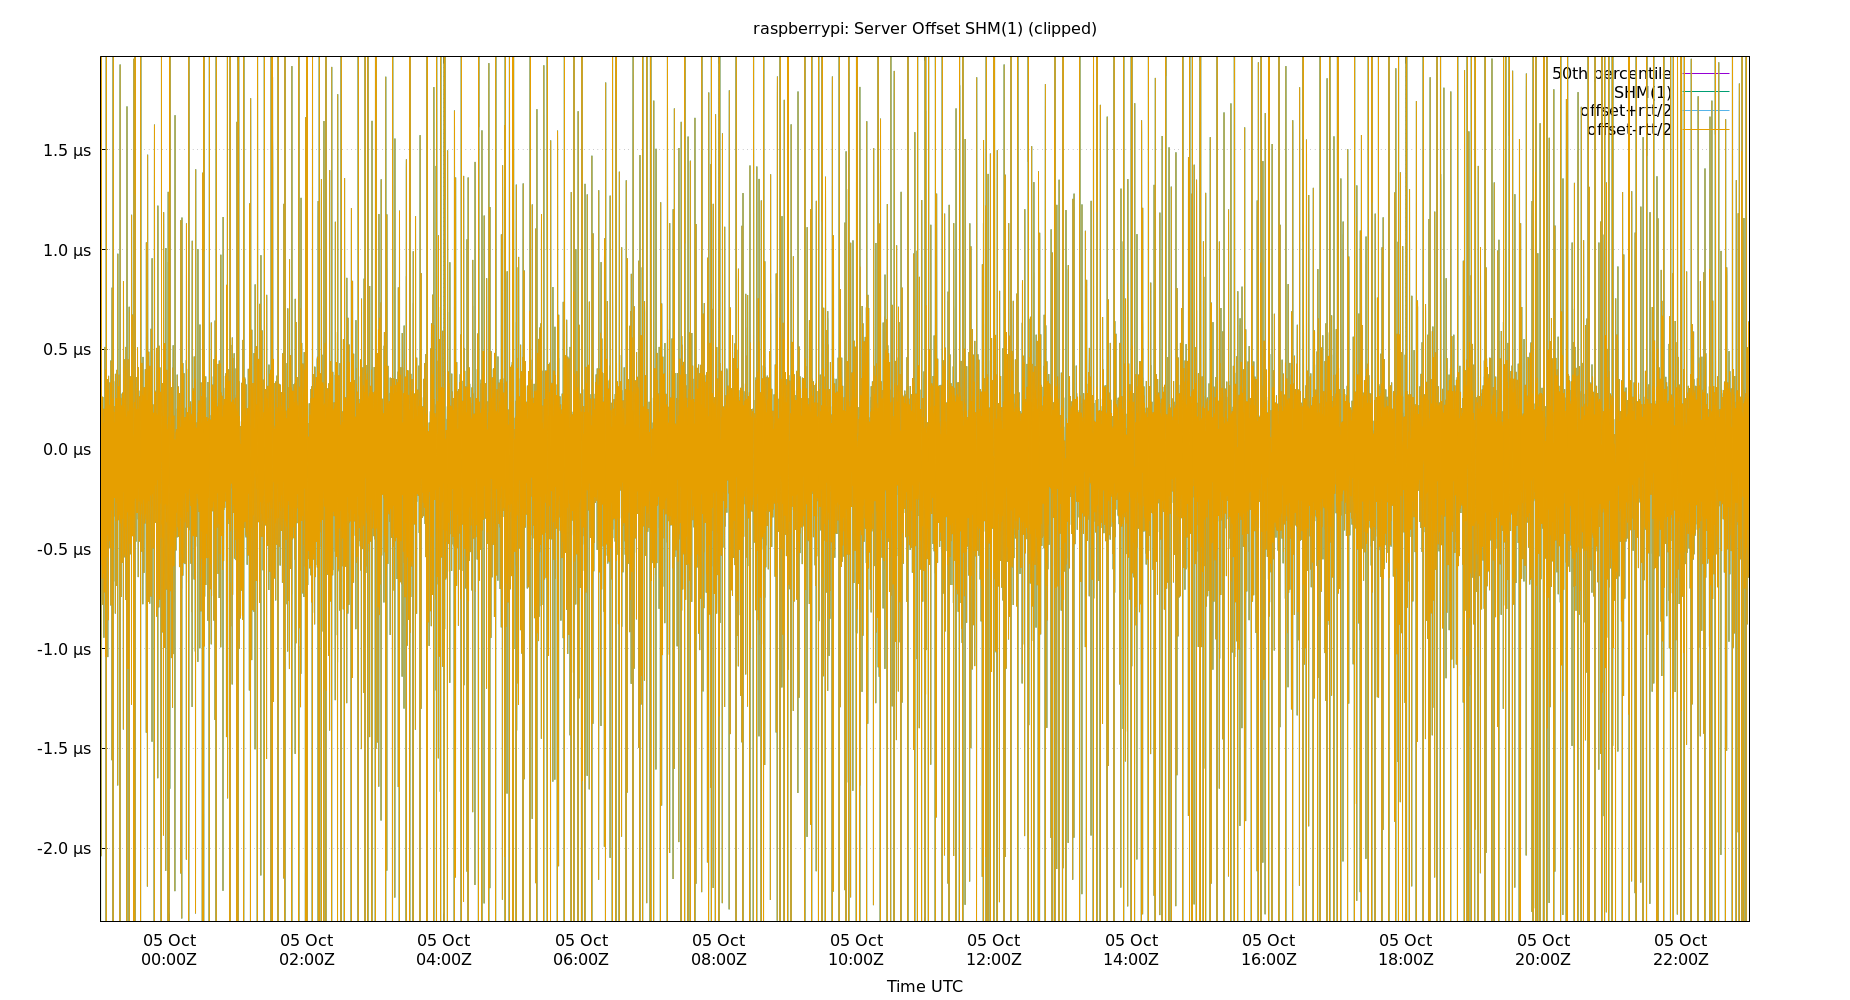 raspberrypi: Server Offset SHM(1) (clipped)
50th percentile
SHM(1)
offset+rtt/2
offset-rtt/2
1.5 µs
1.0 µs
0.5 µs
0.0 µs
-0.5 µs
-1.0 µs
-1.5 µs
-2.0 µs
05 Oct 05 Oct 05 Oct 05 Oct 05 Oct 05 Oct 05 Oct 05 Oct 05 Oct 05 Oct 05 Oct 05 Oct
00:00Z 02:00Z 04:00Z 06:00Z 08:00Z 10:00Z 12:00Z 14:00Z 16:00Z 18:00Z 20:00Z 22:00Z
Time UTC